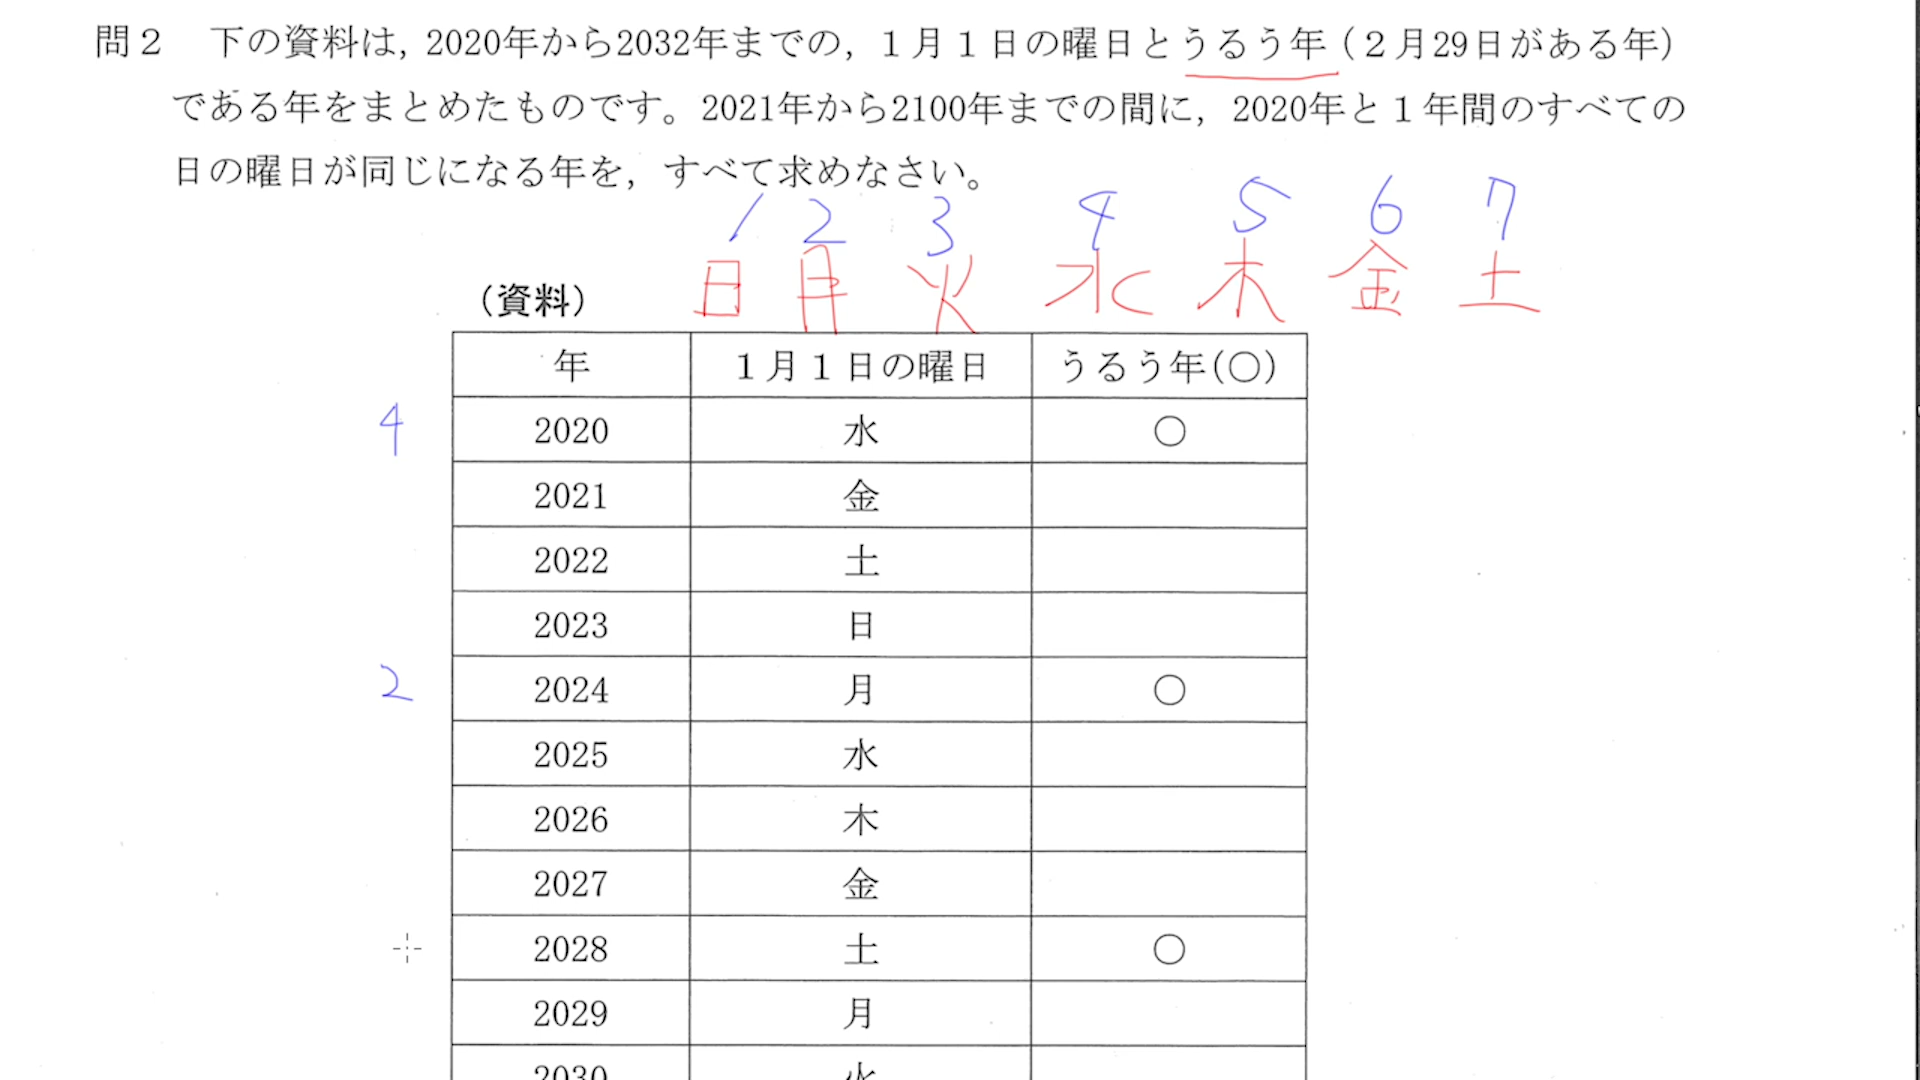 問2 下の資料は,2020年から2032年までの,1月1日の曜日とうるう年(2月29日がある年)
である年をまとめたものです。2021年から2100年までの間に,2020年と1年間のすべての
日の曜日が同じになる年を,すべて求めなさい。
1 2 3 4 5 6 7
日 月 火 水 木 金 土
(資料)
年 1月1日の曜日 うるう年(○)
4 2020 水 ○
2021 金
2022 土
2023 日
2 2024 月 ○
2025 水
2026 木
2027 金
2028 土 ○
2029 月
2030 火